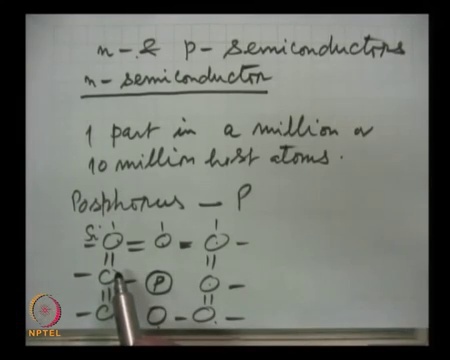 n- & p- semiconductors
n- semiconductor
1 part in a million or
10 million host atoms.
Posphorus — P
Si
P
NPTEL